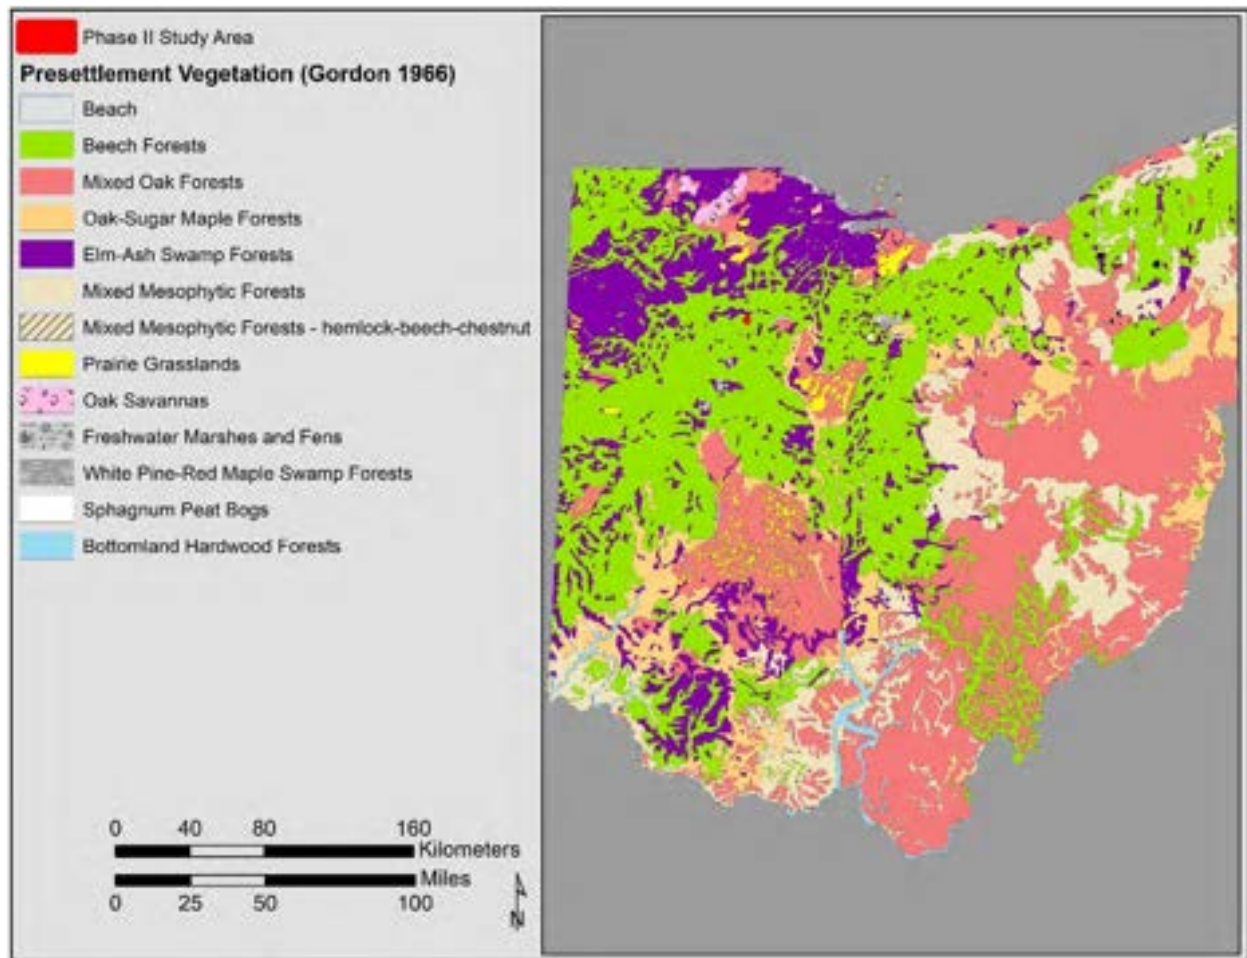 Phase II Study Area
Presettlement Vegetation (Gordon 1966)
Beach
Beech Forests
Mixed Oak Forests
Oak-Sugar Maple Forests
Elm-Ash Swamp Forests
Mixed Mesophytic Forests
Mixed Mesophytic Forests - hemlock-beech-chestnut
Prairie Grasslands
Oak Savannas
Freshwater Marshes and Fens
White Pine-Red Maple Swamp Forests
Sphagnum Peat Bogs
Bottomland Hardwood Forests
0 40 80 160
Kilometers
Miles
0 25 50 100
N